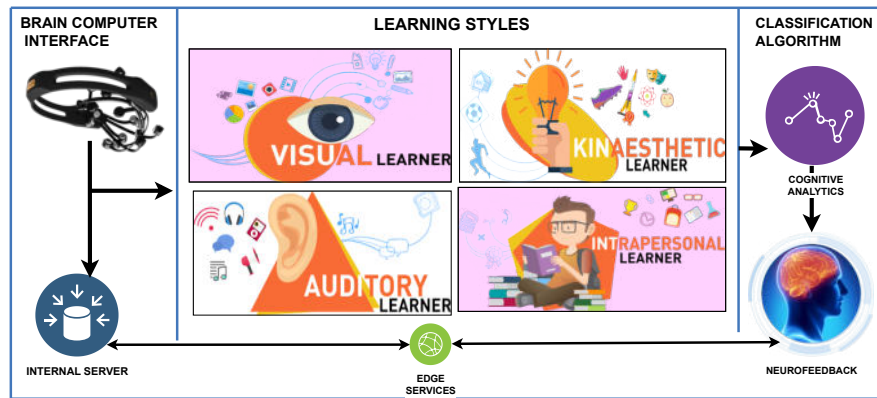 BRAIN COMPUTER
INTERFACE
LEARNING STYLES
CLASSIFICATION
ALGORITHM
VISUAL LEARNER
KINAESTHETIC
LEARNER
AUDITORY
LEARNER
INTRAPERSONAL
LEARNER
COGNITIVE
ANALYTICS
INTERNAL SERVER
EDGE
SERVICES
NEUROFEEDBACK